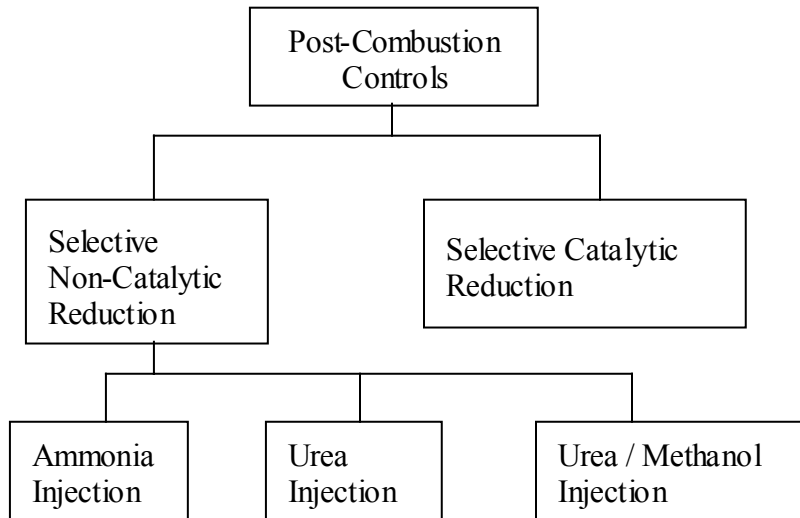 Post-Combustion
Controls
Selective
Non-Catalytic
Reduction
Selective Catalytic
Reduction
Ammonia
Injection
Urea
Injection
Urea / Methanol
Injection